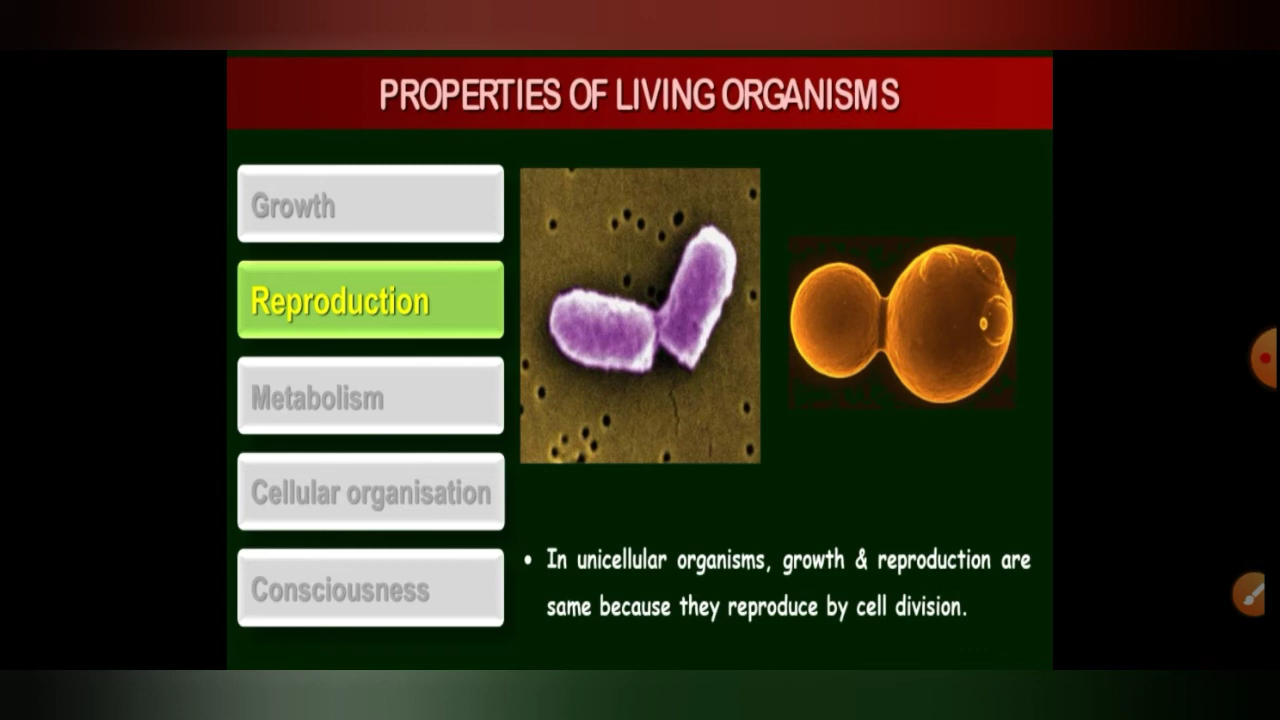 PROPERTIES OF LIVING ORGANISMS
Growth
Reproduction
Metabolism
Cellular organisation
Consciousness
• In unicellular organisms, growth & reproduction are
same because they reproduce by cell division.